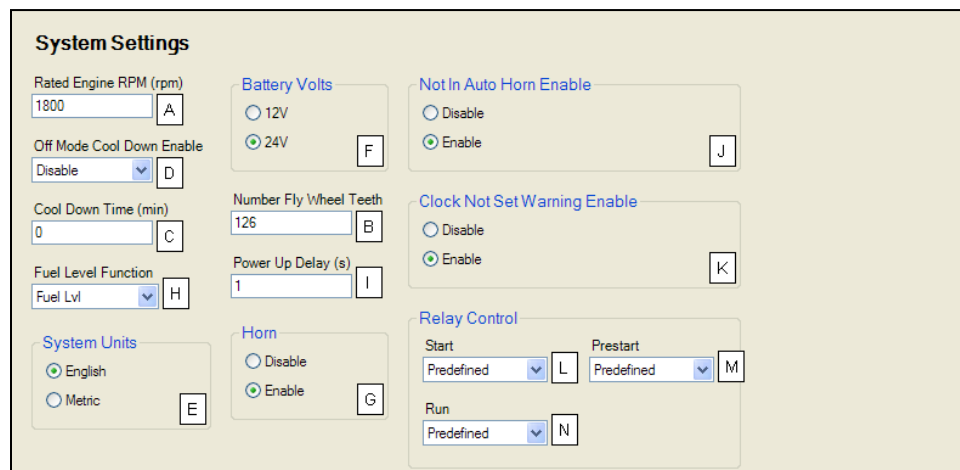 System Settings
Rated Engine RPM (rpm)
1800
A
Off Mode Cool Down Enable
Disable
D
Cool Down Time (min)
0
C
Fuel Level Function
Fuel Lvl
H
System Units
English
Metric
E
Battery Volts
12V
24V
F
Number Fly Wheel Teeth
126
B
Power Up Delay (s)
1
I
Horn
Disable
Enable
G
Not In Auto Horn Enable
Disable
Enable
J
Clock Not Set Warning Enable
Disable
Enable
K
Relay Control
Start
Predefined
L
Prestart
Predefined
M
Run
Predefined
N